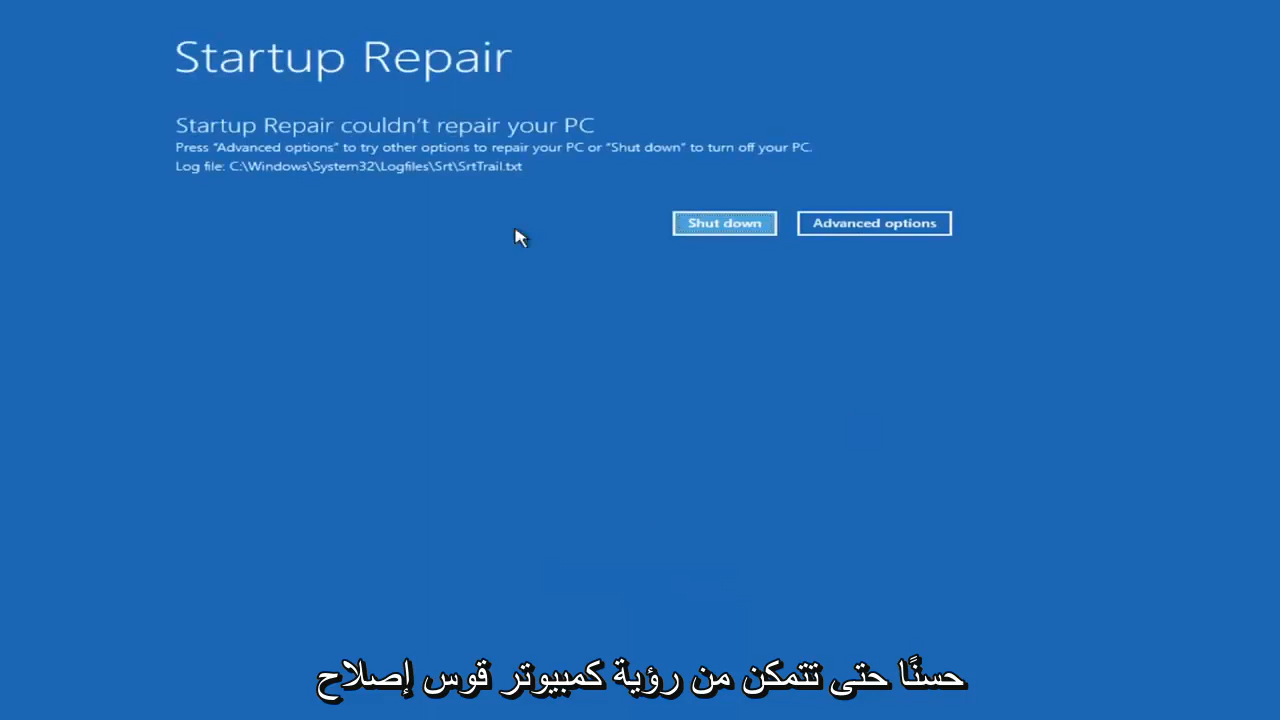 Startup Repair
Startup Repair couldn't repair your PC
Press "Advanced options" to try other options to repair your PC or "Shut down" to turn off your PC.
Log file: C:\Windows\System32\Logfiles\Srt\SrtTrail.txt
Shut down
Advanced options
حسنًا حتى تتمكن من رؤية كمبيوتر قوس إصلاح